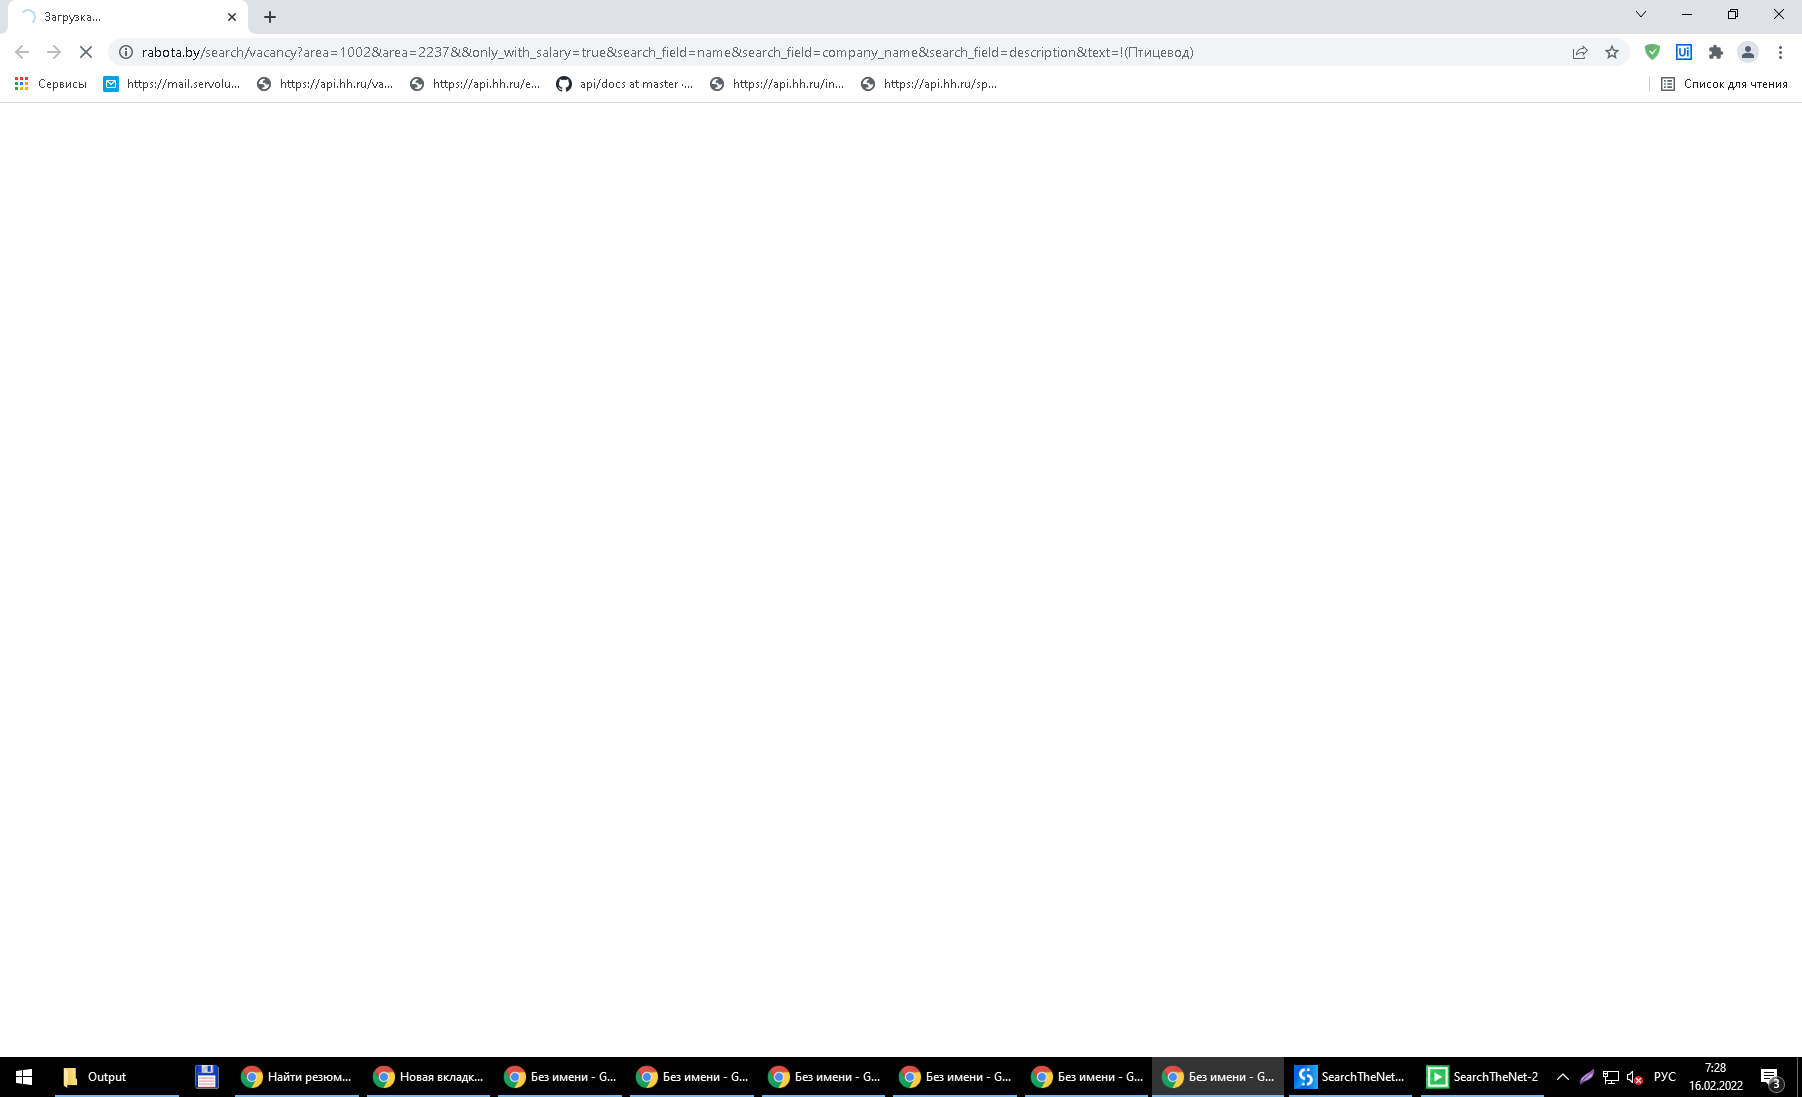 Загрузка...
rabota.by/search/vacancy?area=1002&area=2237&&only_with_salary=true&search_field=name&search_field=company_name&search_field=description&text=!(Птицевод)
Сервисы https://mail.servolu... https://api.hh.ru/va... https://api.hh.ru/e... api/docs at master ·... https://api.hh.ru/in... https://api.hh.ru/sp... Список для чтения
Ui
Output Найти резюм... Новая вкладк... Без имени - G... Без имени - G... Без имени - G... Без имени - G... Без имени - G... Без имени - G... SearchTheNet... SearchTheNet-2 РУС 7:28
16.02.2022
3